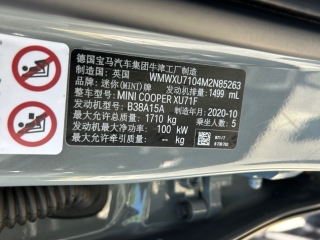 德国宝马汽车集团牛津工厂制造
制造国：英国 WMWXU7104M2N85263
品牌：迷你(MINI)牌 排量：1499 mL
整车型号：MINI COOPER XU71F
发动机型号：B38A15A 制造年月：2020-10
最大允许总质量：1710 kg 乘坐人数：5
发动机最大净功率：100 kW
最大允许牵引质量：-- kg